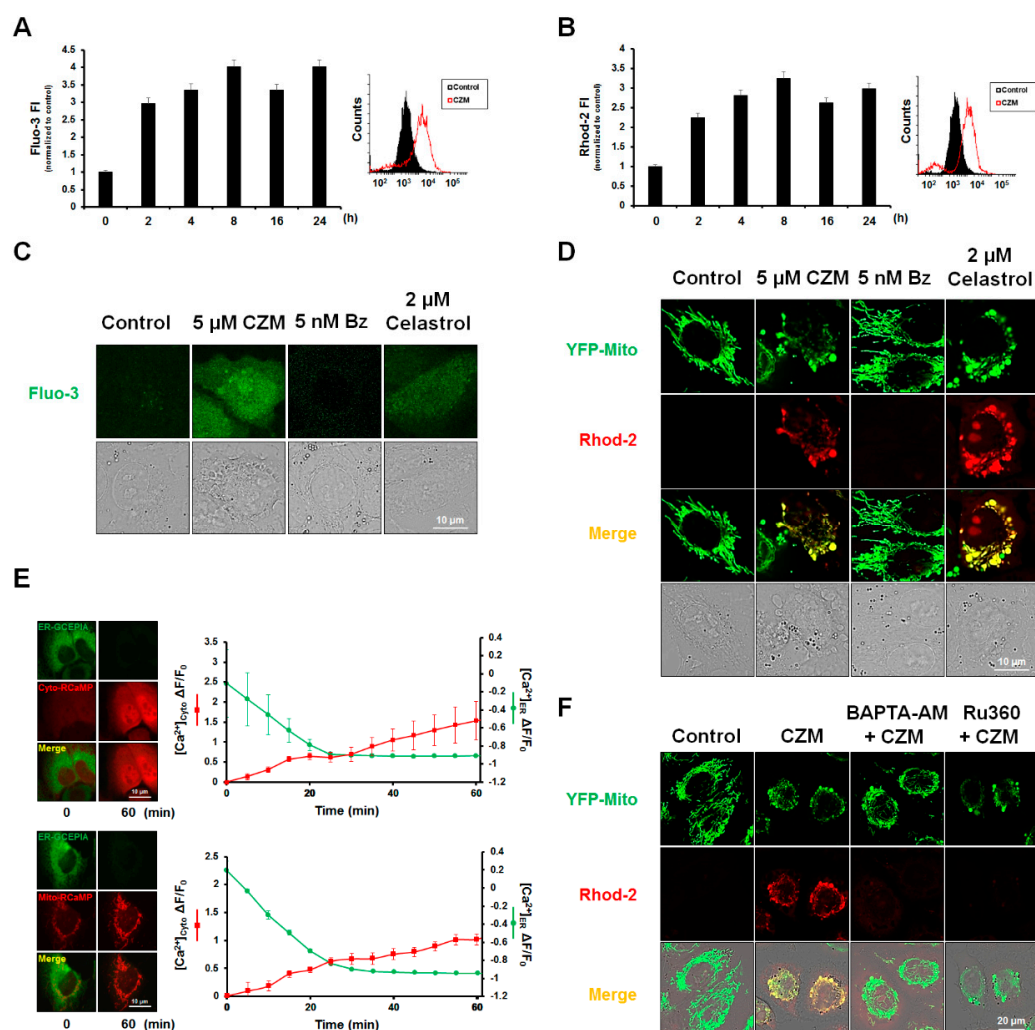 A
Fluo-3 FI
(normalized to control)
4.5
4
3.5
3
2.5
2
1.5
1
0.5
0
0 2 4 8 16 24 (h)
Counts
Control
CZM
10² 10³ 10⁴ 10⁵
B
Rhod-2 FI
(normalized to control)
4
3.5
3
2.5
2
1.5
1
0.5
0
0 2 4 8 16 24 (h)
Counts
Control
CZM
10² 10³ 10⁴ 10⁵
C
Control 5 μM CZM 5 nM Bz 2 μM Celastrol
Fluo-3
10 μm
D
Control 5 μM CZM 5 nM Bz 2 μM Celastrol
YFP-Mito
Rhod-2
Merge
10 μm
E
ER-GCEPIA
Cyto-RCaMP
Merge
10 μm
0 60 (min)
[Ca²⁺]Cyto ΔF/F₀
3.5
3
2.5
2
1.5
1
0.5
0
0 20 40 60
Time (min)
0.4
0.2
0
-0.2
-0.4
-0.6
-0.8
-1
-1.2
[Ca²⁺]ER ΔF/F₀
ER-GCEPIA
Mito-RCaMP
Merge
10 μm
0 60 (min)
[Ca²⁺]Cyto ΔF/F₀
2.5
2
1.5
1
0.5
0
0 10 20 30 40 50 60
Time (min)
0.4
0.2
0
-0.2
-0.4
-0.6
-0.8
-1
-1.2
[Ca²⁺]ER ΔF/F₀
F
Control CZM BAPTA-AM + CZM Ru360 + CZM
YFP-Mito
Rhod-2
Merge
20 μm